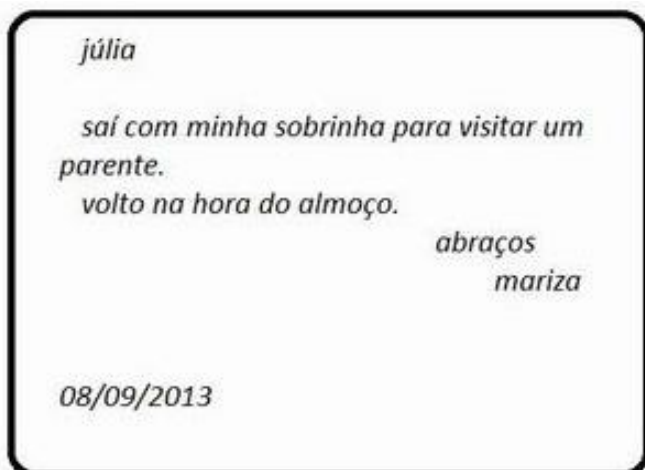 júlia
saí com minha sobrinha para visitar um
parente.
volto na hora do almoço.
abraços
mariza
08/09/2013